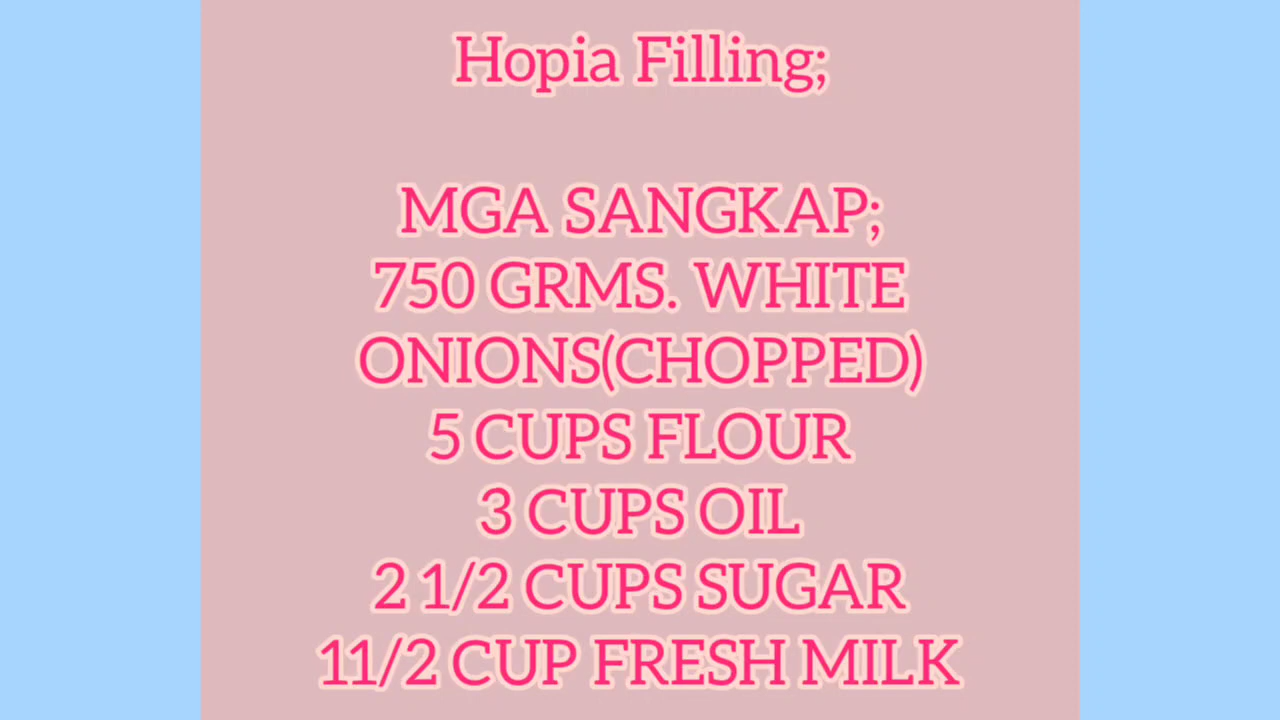 Hopia Filling;
MGA SANGKAP;
750 GRMS. WHITE
ONIONS(CHOPPED)
5 CUPS FLOUR
3 CUPS OIL
2 1/2 CUPS SUGAR
11/2 CUP FRESH MILK